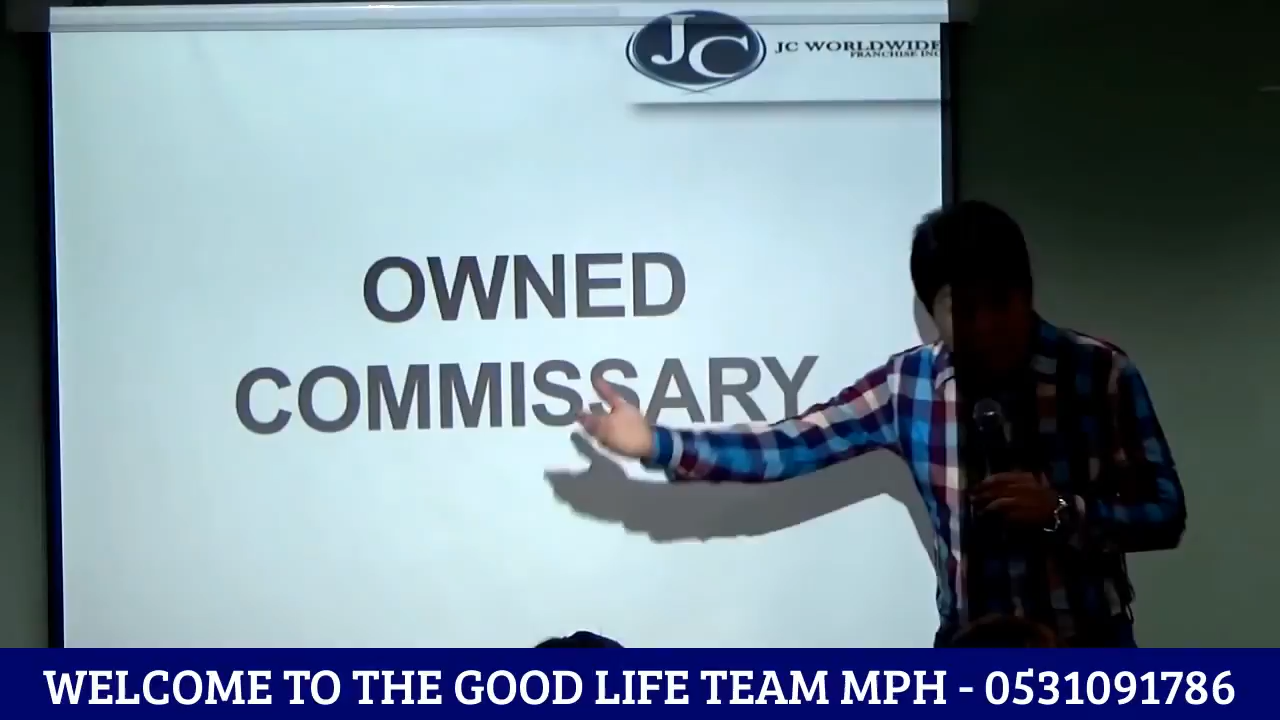 JC
JC WORLDWIDE
FRANCHISE INC
OWNED
COMMISSARY
WELCOME TO THE GOOD LIFE TEAM MPH - 0531091786